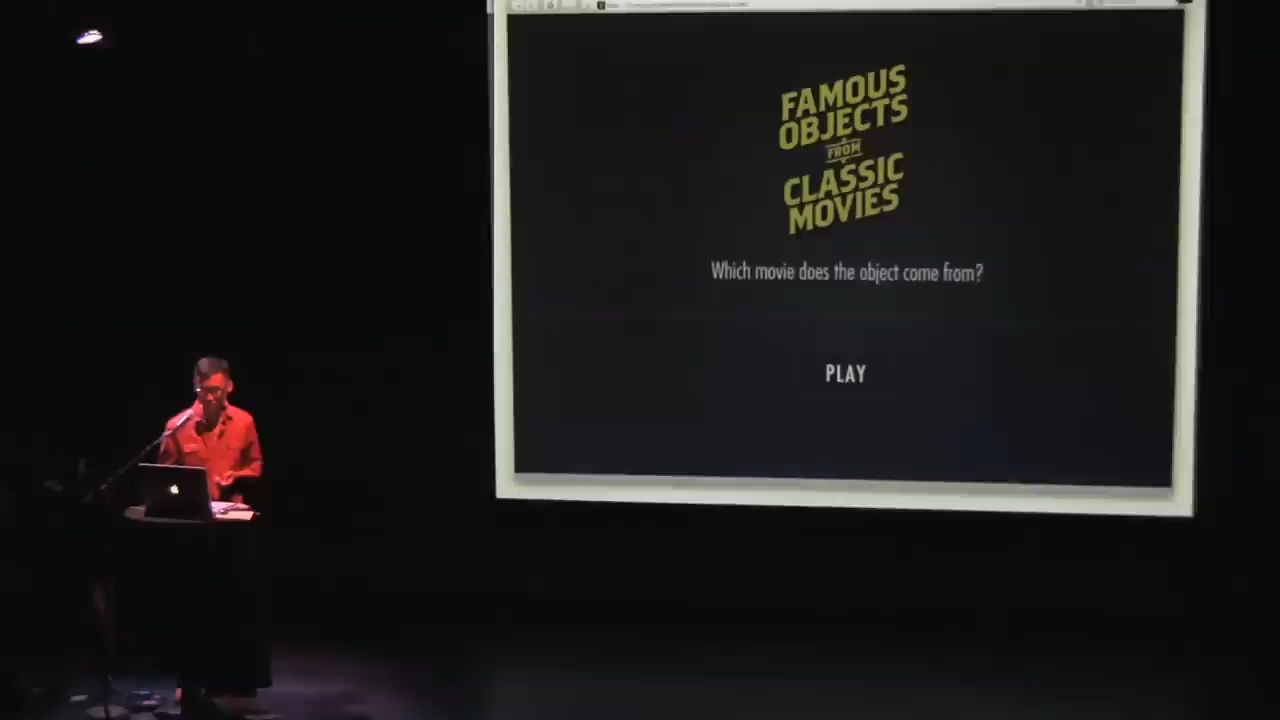 FAMOUS
OBJECTS
FROM
CLASSIC
MOVIES
Which movie does the object come from?
PLAY